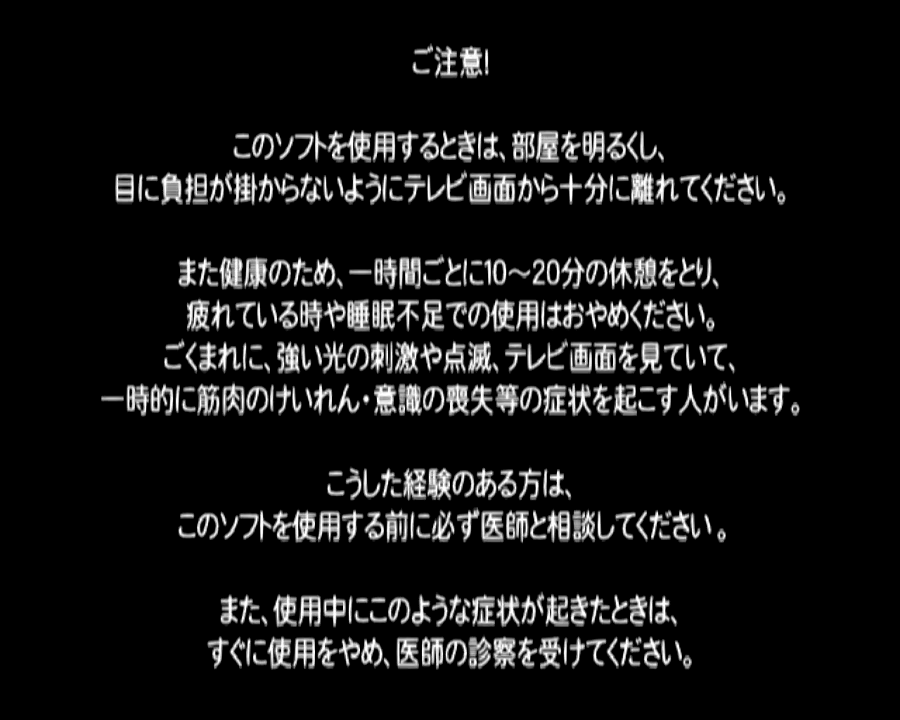 ご注意!
このソフトを使用するときは、部屋を明るくし、
目に負担が掛からないようにテレビ画面から十分に離れてください。
また健康のため、一時間ごとに10～20分の休憩をとり、
疲れている時や睡眠不足での使用はおやめください。
ごくまれに、強い光の刺激や点滅、テレビ画面を見ていて、
一時的に筋肉のけいれん・意識の喪失等の症状を起こす人がいます。
こうした経験のある方は、
このソフトを使用する前に必ず医師と相談してください。
また、使用中にこのような症状が起きたときは、
すぐに使用をやめ、医師の診察を受けてください。